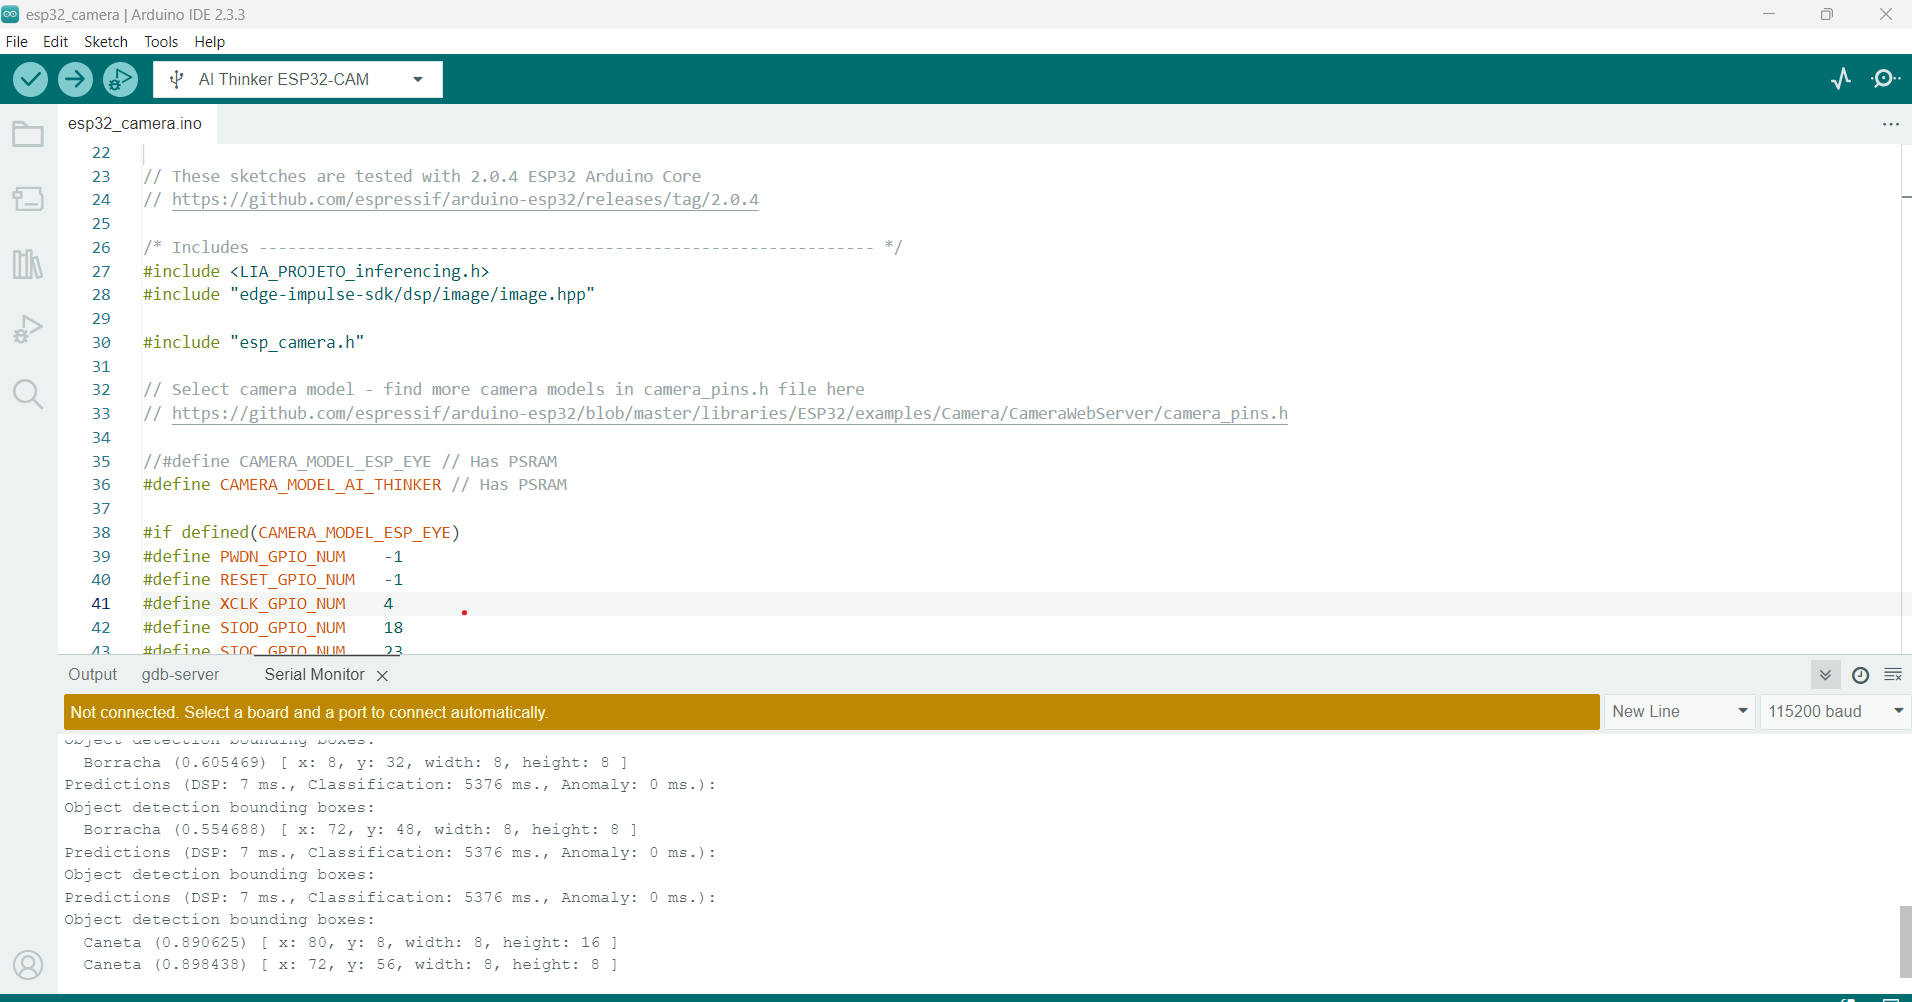 esp32_camera | Arduino IDE 2.3.3
File Edit Sketch Tools Help
AI Thinker ESP32-CAM
esp32_camera.ino
22
23 // These sketches are tested with 2.0.4 ESP32 Arduino Core
24 // https://github.com/espressif/arduino-esp32/releases/tag/2.0.4
25
26 /* Includes ---------------------------------------------------------------- */
27 #include <LIA_PROJETO_inferencing.h>
28 #include "edge-impulse-sdk/dsp/image/image.hpp"
29
30 #include "esp_camera.h"
31
32 // Select camera model - find more camera models in camera_pins.h file here
33 // https://github.com/espressif/arduino-esp32/blob/master/libraries/ESP32/examples/Camera/CameraWebServer/camera_pins.h
34
35 //#define CAMERA_MODEL_ESP_EYE // Has PSRAM
36 #define CAMERA_MODEL_AI_THINKER // Has PSRAM
37
38 #if defined(CAMERA_MODEL_ESP_EYE)
39 #define PWDN_GPIO_NUM -1
40 #define RESET_GPIO_NUM -1
41 #define XCLK_GPIO_NUM 4
42 #define SIOD_GPIO_NUM 18
43 #define SIOC_GPIO_NUM 23
Output gdb-server Serial Monitor
Not connected. Select a board and a port to connect automatically.
New Line 115200 baud
Object detection bounding boxes:
Borracha (0.605469) [ x: 8, y: 32, width: 8, height: 8 ]
Predictions (DSP: 7 ms., Classification: 5376 ms., Anomaly: 0 ms.):
Object detection bounding boxes:
Borracha (0.554688) [ x: 72, y: 48, width: 8, height: 8 ]
Predictions (DSP: 7 ms., Classification: 5376 ms., Anomaly: 0 ms.):
Object detection bounding boxes:
Predictions (DSP: 7 ms., Classification: 5376 ms., Anomaly: 0 ms.):
Object detection bounding boxes:
Caneta (0.890625) [ x: 80, y: 8, width: 8, height: 16 ]
Caneta (0.898438) [ x: 72, y: 56, width: 8, height: 8 ]